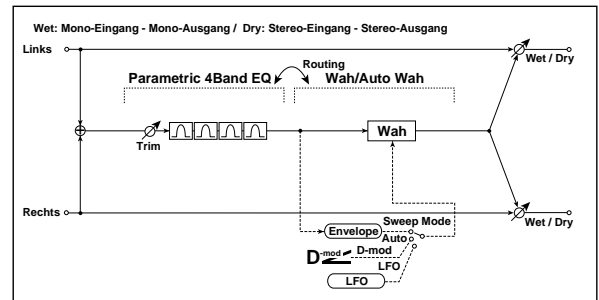 Wet: Mono-Eingang - Mono-Ausgang / Dry: Stereo-Eingang - Stereo-Ausgang
Links
Wet / Dry
Routing
Parametric 4Band EQ
Wah/Auto Wah
Trim
Wah
Rechts
Wet / Dry
Sweep Mode
Envelope
Auto
D-mod
D-mod
LFO
LFO